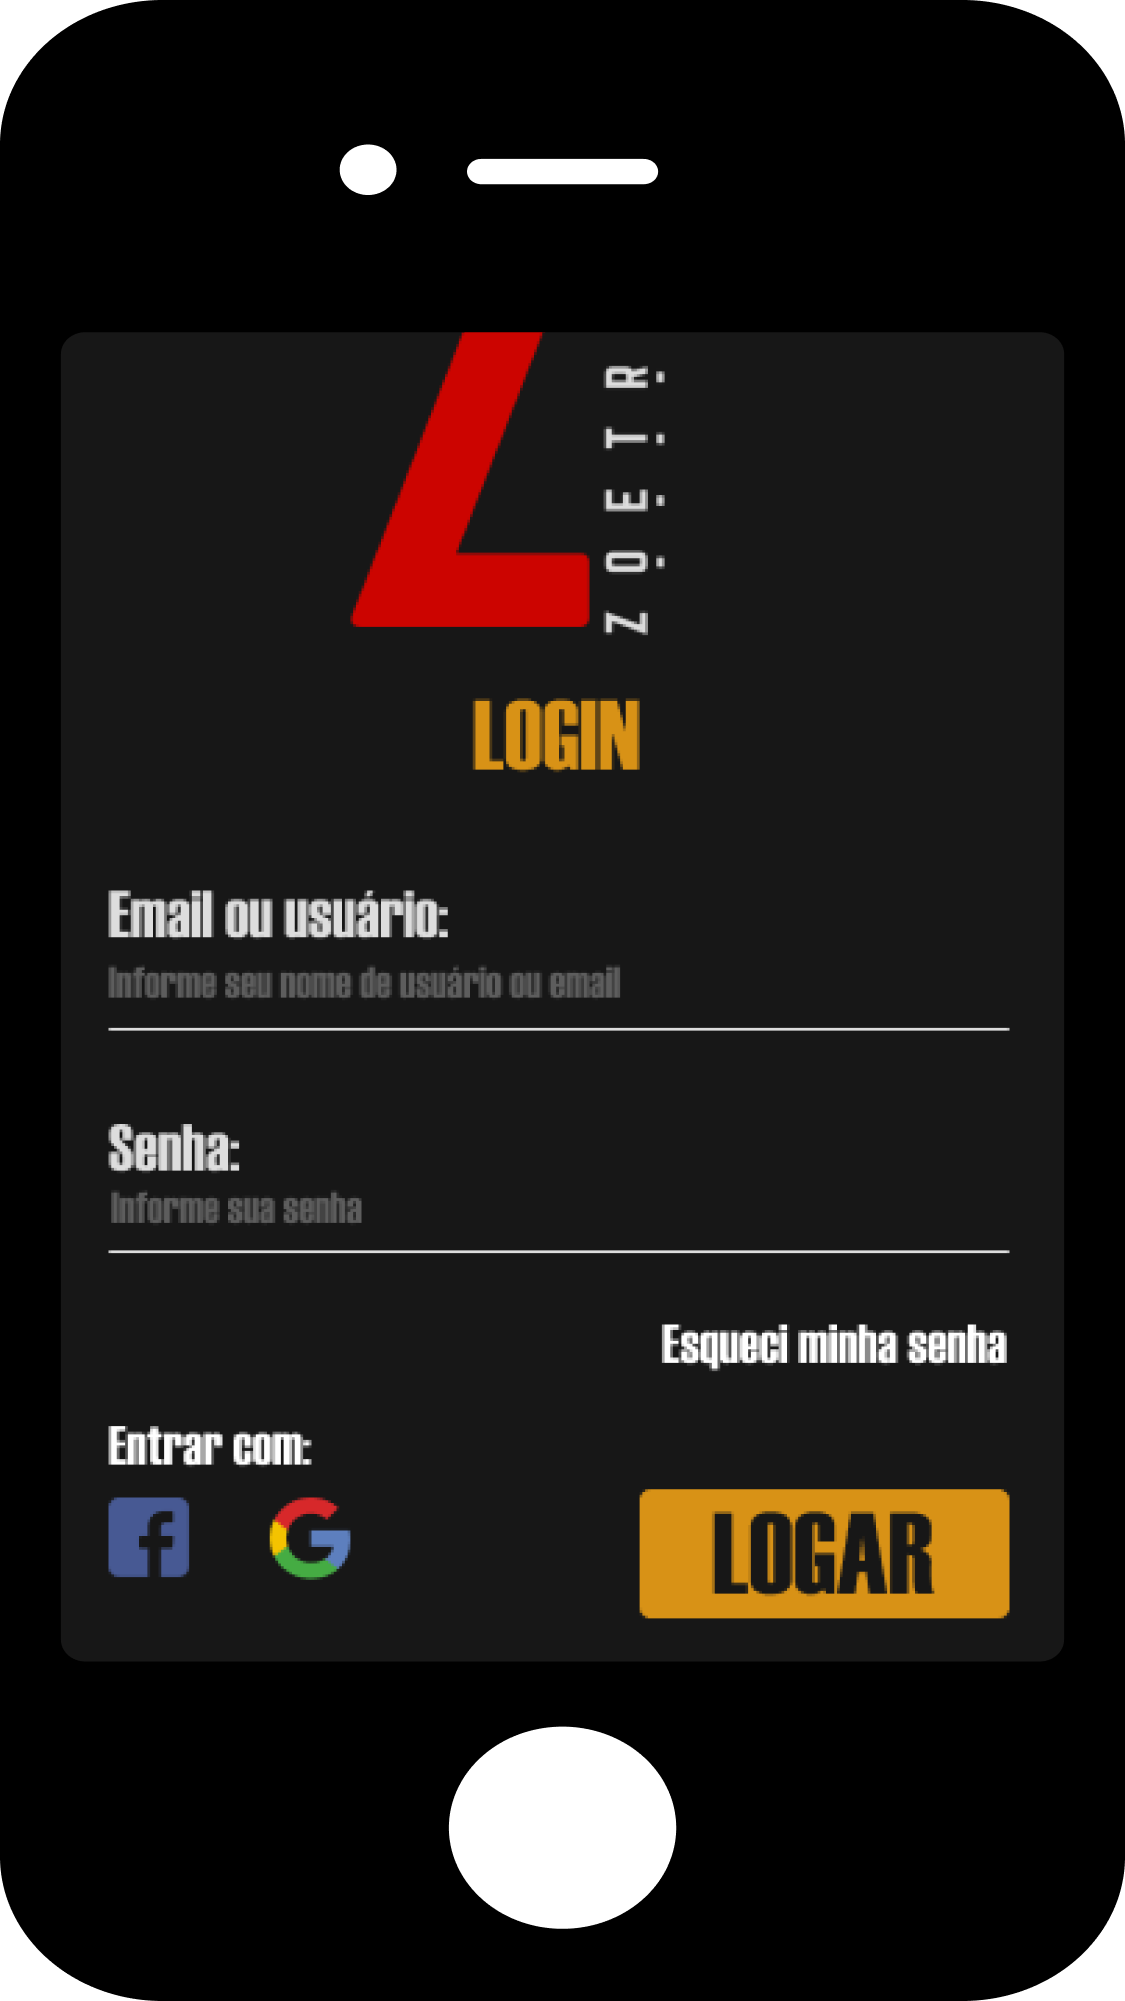 Z.O.E.T.R.
LOGIN
Email ou usuário:
Informe seu nome de usuário ou email
Senha:
Informe sua senha
Esqueci minha senha
Entrar com:
LOGAR